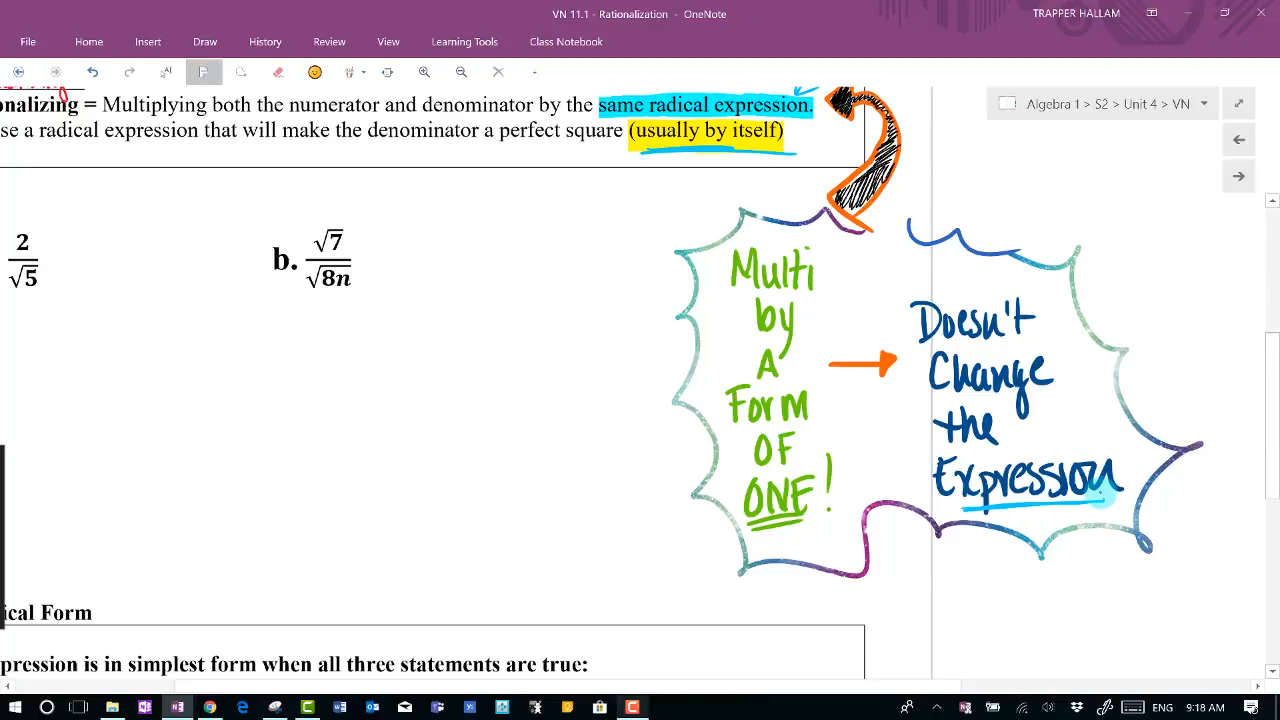 VN 11.1 - Rationalization - OneNote
TRAPPER HALLAM
File Home Insert Draw History Review View Learning Tools Class Notebook
onalizing = Multiplying both the numerator and denominator by the same radical expression.
se a radical expression that will make the denominator a perfect square (usually by itself)
Algebra 1 > S2 > Unit 4 > VN
2/√5
b. √7/√8n
Multi
by
A
Form
OF
ONE!
Doesn't
Change
the
Expression
ical Form
pression is in simplest form when all three statements are true:
9:18 AM